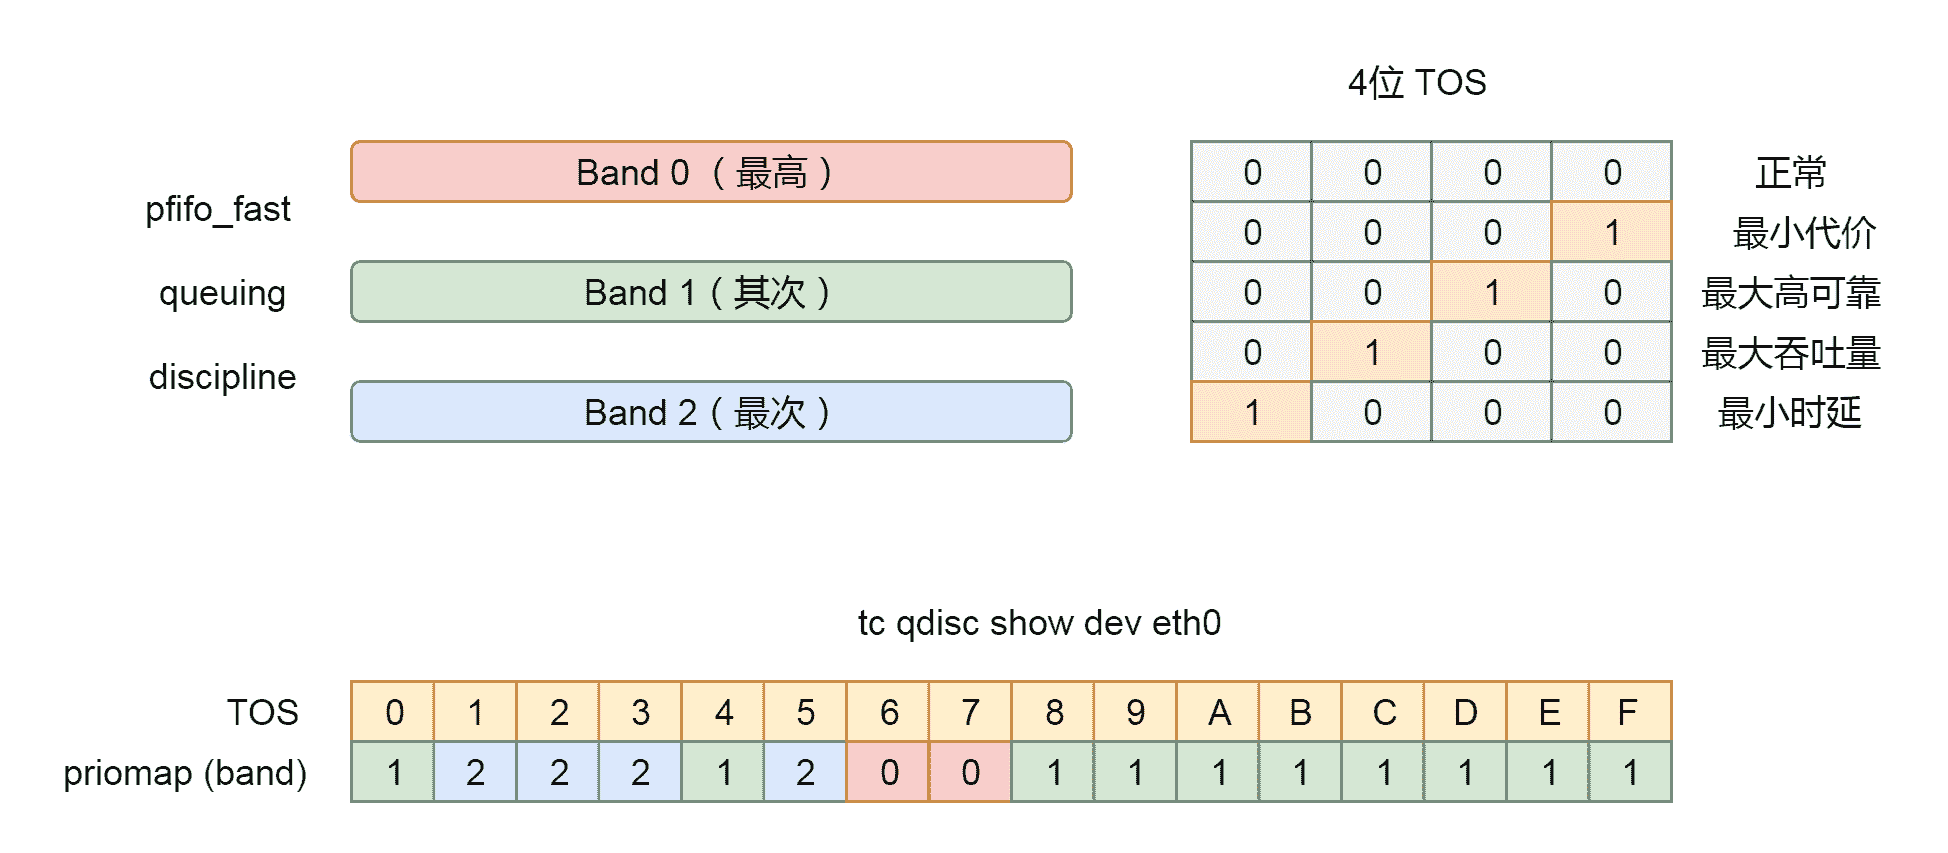 4位 TOS
pfifo_fast
queuing
discipline
Band 0 （最高）
Band 1（其次）
Band 2（最次）
0 0 0 0 正常
0 0 0 1 最小代价
0 0 1 0 最大高可靠
0 1 0 0 最大吞吐量
1 0 0 0 最小时延
tc qdisc show dev eth0
TOS 0 1 2 3 4 5 6 7 8 9 A B C D E F
priomap (band) 1 2 2 2 1 2 0 0 1 1 1 1 1 1 1 1